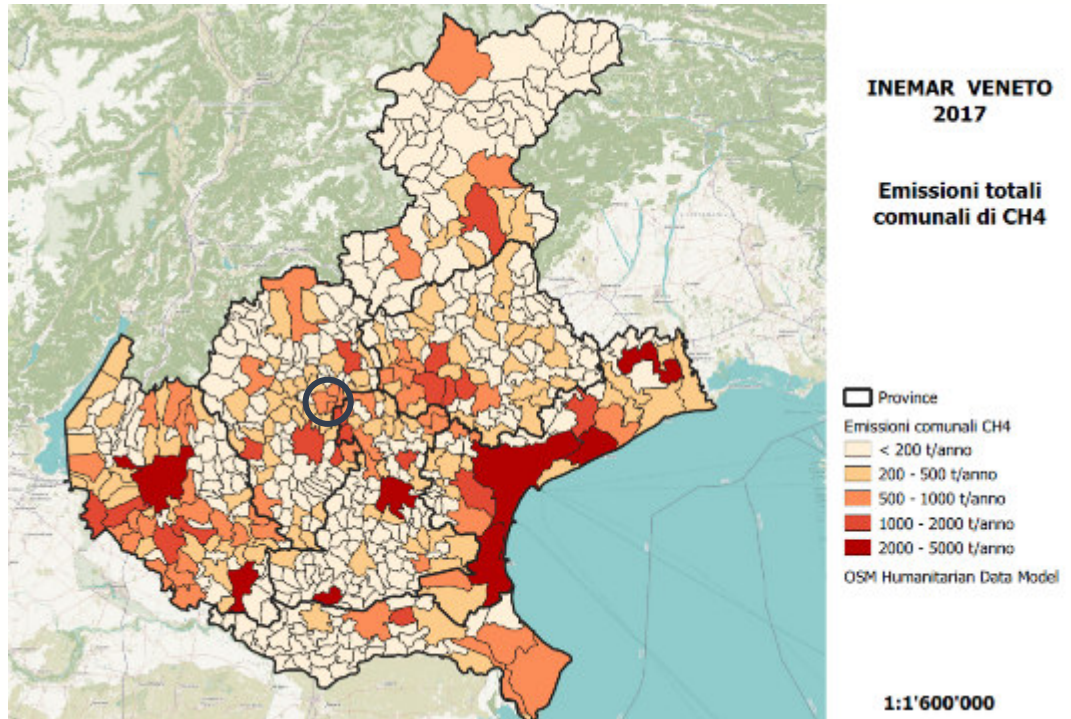 INEMAR VENETO
2017
Emissioni totali
comunali di CH4
Province
Emissioni comunali CH4
< 200 t/anno
200 - 500 t/anno
500 - 1000 t/anno
1000 - 2000 t/anno
2000 - 5000 t/anno
OSM Humanitarian Data Model
1:1'600'000